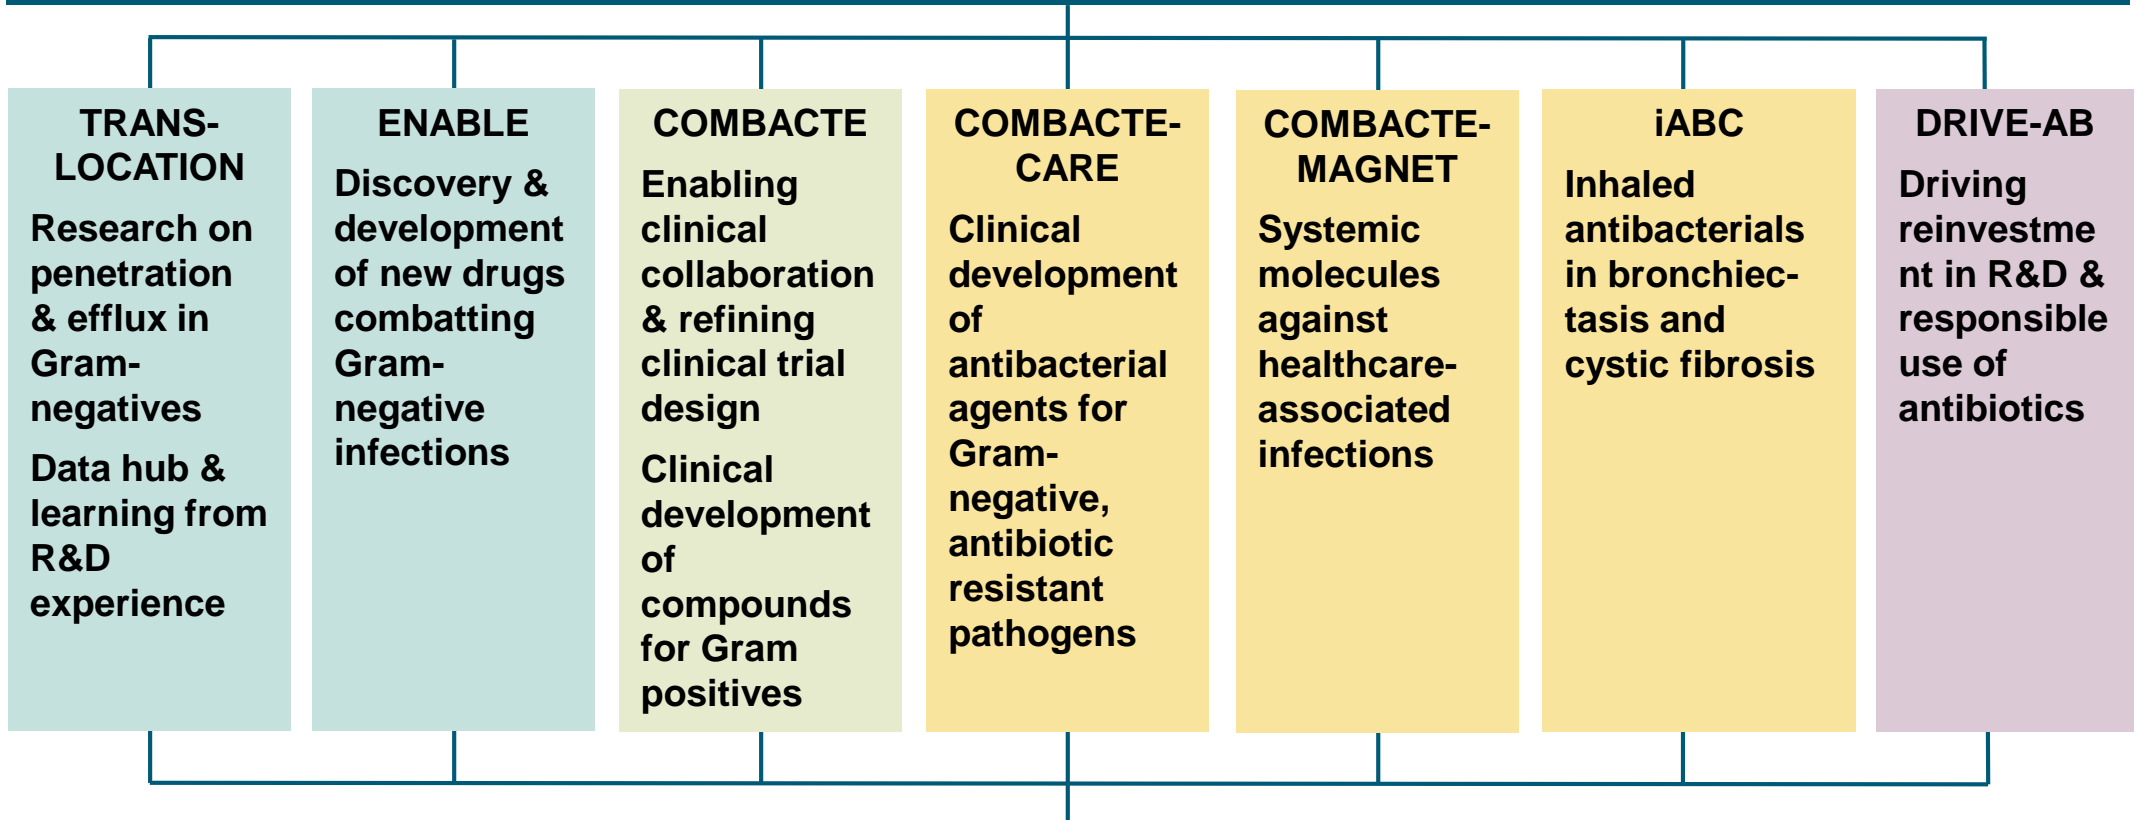 TRANS-
LOCATION
Research on
penetration
& efflux in
Gram-
negatives
Data hub &
learning from
R&D
experience
ENABLE
Discovery &
development
of new drugs
combatting
Gram-
negative
infections
COMBACTE
Enabling
clinical
collaboration
& refining
clinical trial
design
Clinical
development
of
compounds
for Gram
positives
COMBACTE-
CARE
Clinical
development
of
antibacterial
agents for
Gram-
negative,
antibiotic
resistant
pathogens
COMBACTE-
MAGNET
Systemic
molecules
against
healthcare-
associated
infections
iABC
Inhaled
antibacterials
in bronchiec-
tasis and
cystic fibrosis
DRIVE-AB
Driving
reinvestme
nt in R&D &
responsible
use of
antibiotics